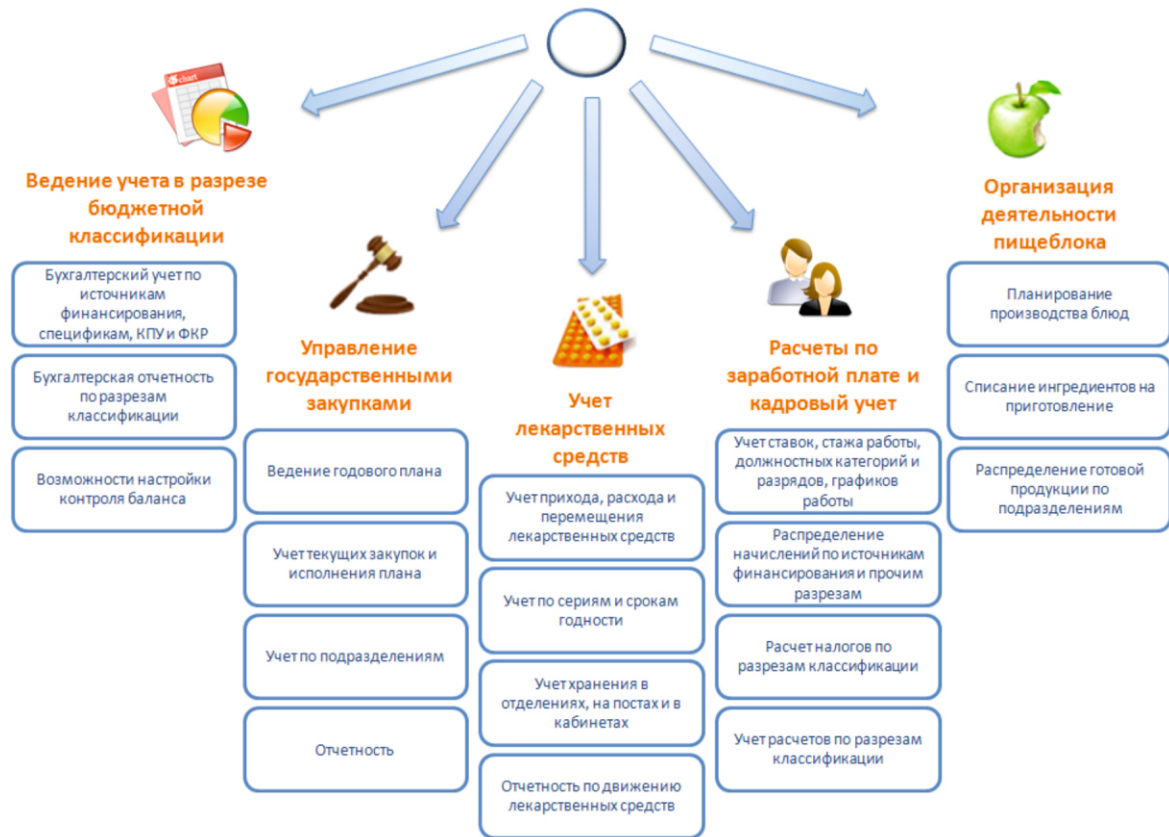 chart
Ведение учета в разрезе
бюджетной
классификации
Бухгалтерский учет по
источникам
финансирования,
спецификам, КПУ и ФКР
Бухгалтерская отчетность
по разрезам
классификации
Возможности настройки
контроля баланса
Управление
государственными
закупками
Ведение годового плана
Учет текущих закупок и
исполнения плана
Учет по подразделениям
Отчетность
Учет
лекарственных
средств
Учет прихода, расхода и
перемещения
лекарственных средств
Учет по сериям и срокам
годности
Учет хранения в
отделениях, на постах и в
кабинетах
Отчетность по движению
лекарственных средств
Расчеты по
заработной плате и
кадровый учет
Учет ставок, стажа работы,
должностных категорий и
разрядов, графиков
работы
Распределение
начислений по источникам
финансирования и прочим
разрезам
Расчет налогов по
разрезам классификации
Учет расчетов по разрезам
классификации
Организация
деятельности
пищеблока
Планирование
производства блюд
Списание ингредиентов на
приготовление
Распределение готовой
продукции по
подразделениям